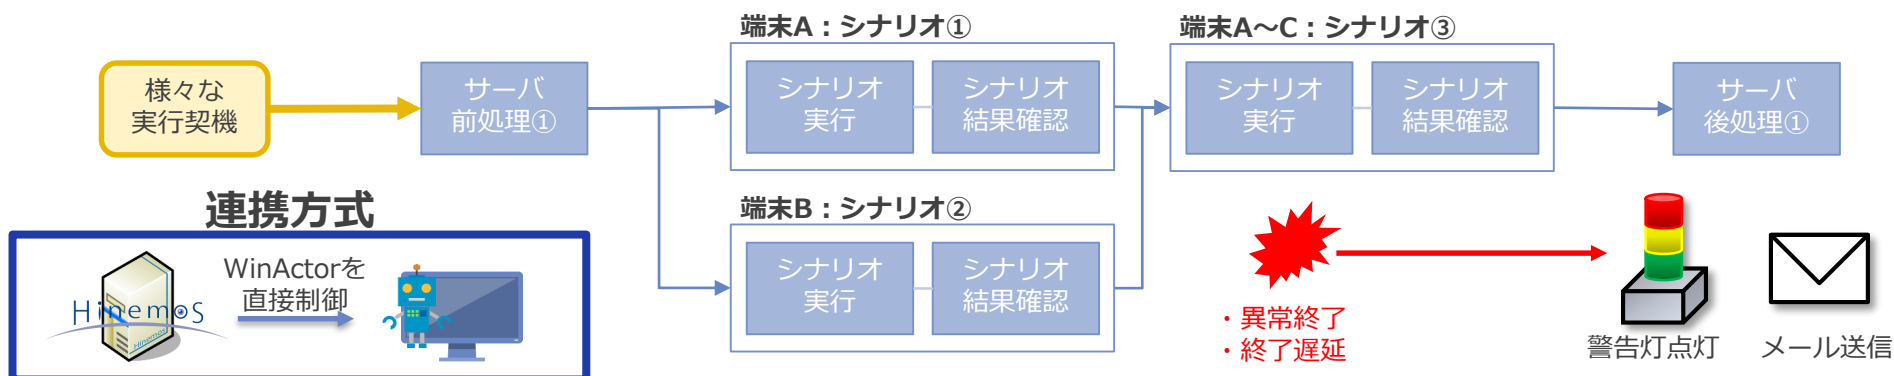 様々な
実行契機
サーバ
前処理①
端末A：シナリオ①
シナリオ
実行
シナリオ
結果確認
端末B：シナリオ②
シナリオ
実行
シナリオ
結果確認
端末A～C：シナリオ③
シナリオ
実行
シナリオ
結果確認
サーバ
後処理①
連携方式
Hinemos
Hinemos
WinActorを
直接制御
・異常終了
・終了遅延
警告灯点灯
メール送信